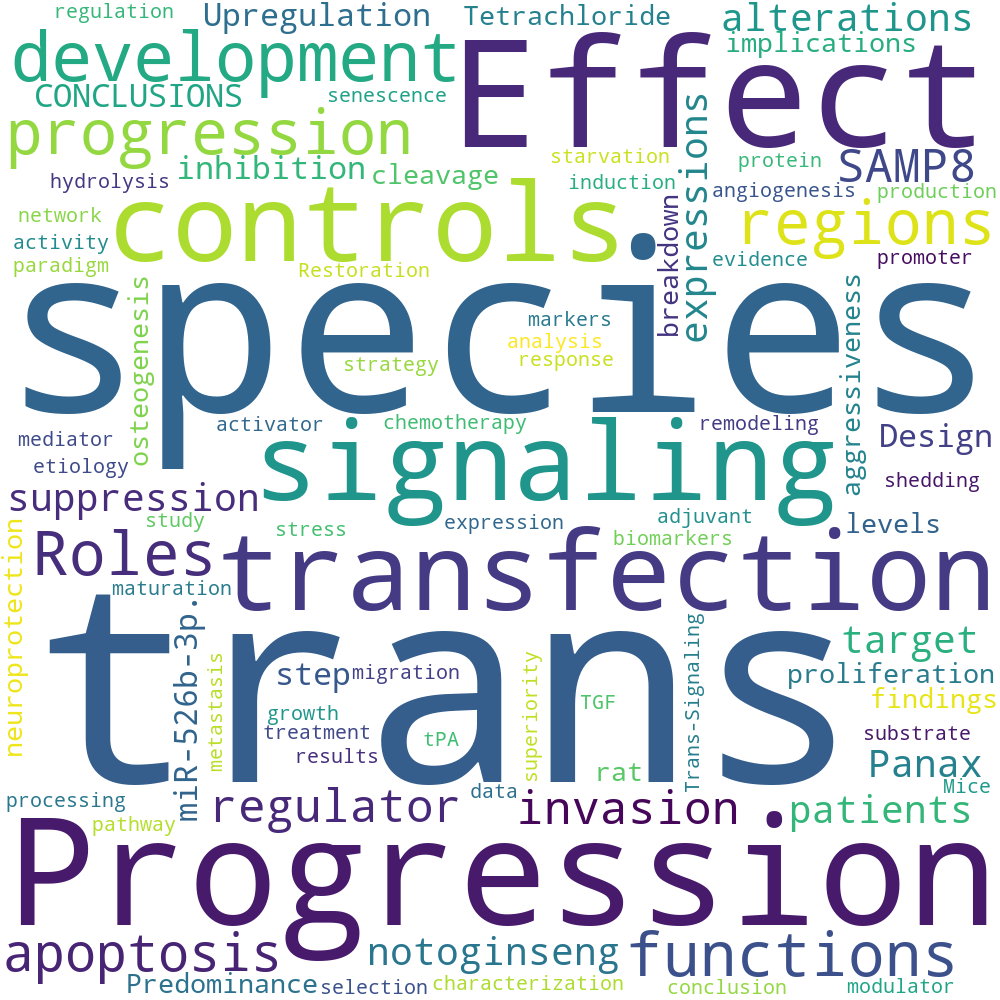 regulation
Upregulation
Tetrachloride
alterations
development
Effect
implications
CONCLUSIONS
senescence
progression
expressions
starvation
protein
SAMP8
inhibition
cleavage
hydrolysis
induction
angiogenesis
production
controls.
breakdown
regions
network
activity
paradigm
Restoration
evidence
promoter
species
osteogenesis
markers
analysis
response
strategy
aggressiveness
mediator
activator
chemotherapy
remodeling
Design
etiology
signaling
shedding
suppression
study
stress
expression
adjuvant
biomarkers
levels
neuroprotection
Roles
transfection
maturation
miR-526b-3p.
trans
target
step
migration
metastasis
superiority
Trans-Signaling
proliferation
findings
growth
TGF
treatment
tPA
results
substrate
rat
Panax
Mice
processing
data
pathway
regulator
invasion
patients
Progression
apoptosis
notoginseng
functions
Predominance
selection
characterization
conclusion
modulator